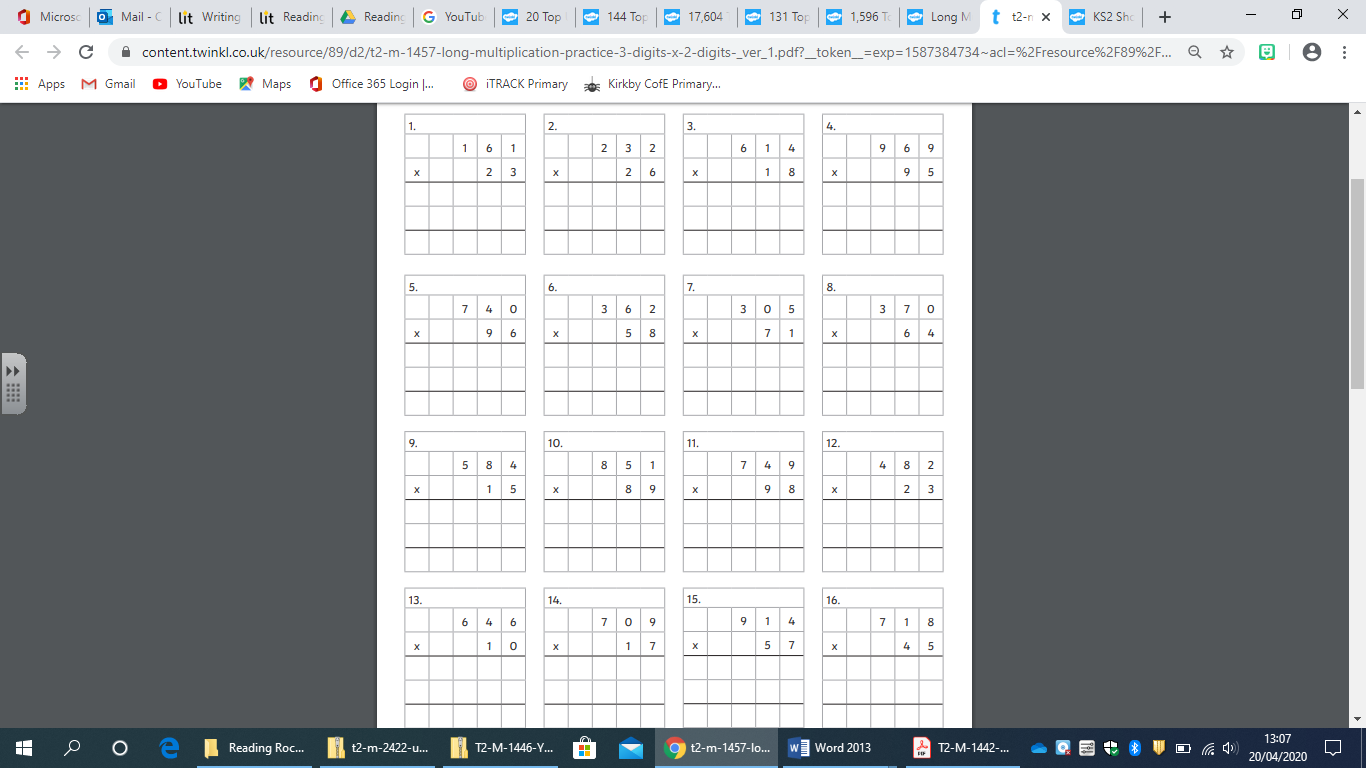 Microsc Mail - C lit Writing lit Reading Reading YouTube 20 Top 144 Top 17,604 131 Top 1,596 To Long M t2-m KS2 Sho
content.twinkl.co.uk/resource/89/d2/t2-m-1457-long-multiplication-practice-3-digits-x-2-digits-_ver_1.pdf?__token__=exp=1587384734~acl=%2Fresource%2F89%2F...
Apps Gmail YouTube Maps Office 365 Login |... iTRACK Primary Kirkby CofE Primary...
1. 2. 3. 4.
1 6 1 2 3 2 6 1 4 9 6 9
x 2 3 x 2 6 x 1 8 x 9 5
5. 6. 7. 8.
7 4 0 3 6 2 3 0 5 3 7 0
x 9 6 x 5 8 x 7 1 x 6 4
9. 10. 11. 12.
5 8 4 8 5 1 7 4 9 4 8 2
x 1 5 x 8 9 x 9 8 x 2 3
13. 14. 15. 16.
6 4 6 7 0 9 9 1 4 7 1 8
x 1 0 x 1 7 x 5 7 x 4 5
Reading Roc... t2-m-2422-u... T2-M-1446-Y... t2-m-1457-lo... Word 2013 T2-M-1442-... 13:07
20/04/2020